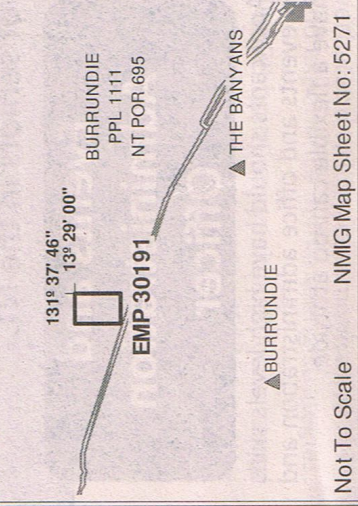 131º 37' 46"
13º 29' 00"
BURRUNDIE
PPL 1111
NT POR 695
EMP 30191
THE BANYANS
BURRUNDIE
Not To Scale NMIG Map Sheet No: 5271